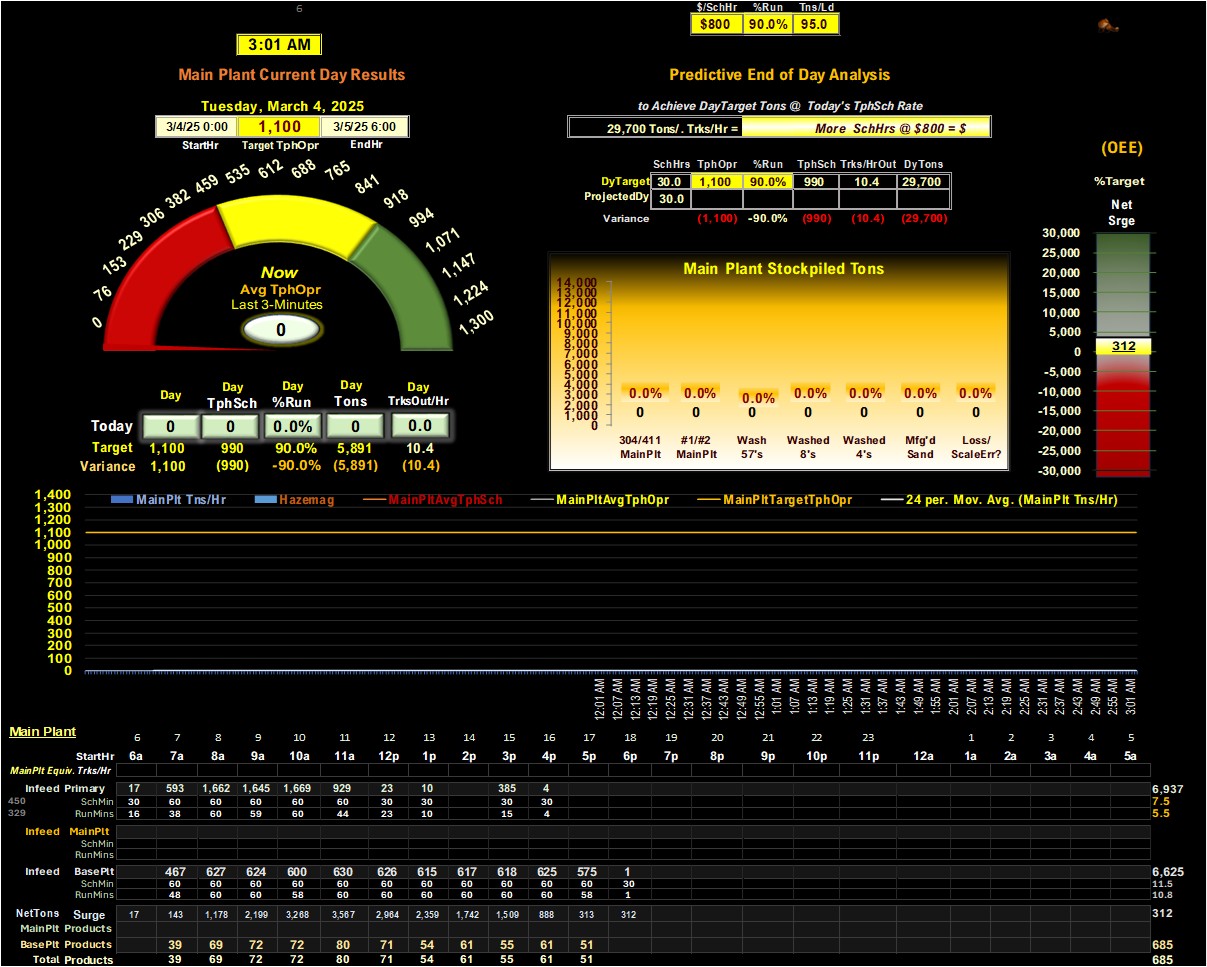 6
$/SchHr %Run Tns/Ld
$800 90.0% 95.0
3:01 AM
Main Plant Current Day Results
Predictive End of Day Analysis
Tuesday, March 4, 2025
to Achieve DayTarget Tons @ Today's TphSch Rate
3/4/25 0:00 1,100 3/5/25 6:00
StartHr Target TphOpr EndHr
29,700 Tons/. Trks/Hr = More SchHrs @ $800 = $
(OEE)
%Target
Net
Srge
SchHrs TphOpr %Run TphSch Trks/HrOut DyTons
DyTarget 30.0 1,100 90.0% 990 10.4 29,700
ProjectedDy 30.0
Variance (1,100) -90.0% (990) (10.4) (29,700)
0 76 153 229 306 382 459 535 612 688 765 841 918 994 1,071 1,147 1,224 1,300
Now
Avg TphOpr
Last 3-Minutes
0
Main Plant Stockpiled Tons
14,000
13,000
12,000
11,000
10,000
9,000
8,000
7,000
6,000
5,000
4,000
3,000
2,000
1,000
0
0.0% 0.0% 0.0% 0.0% 0.0% 0.0% 0.0%
0 0 0 0 0 0 0
304/411 #1/#2 Wash Washed Washed Mfg'd Loss/
MainPlt MainPlt 57's 8's 4's Sand ScaleErr?
30,000
25,000
20,000
15,000
10,000
5,000
0
-5,000
-10,000
-15,000
-20,000
-25,000
-30,000
312
Day Day Day Day Day
TphSch %Run Tons TrksOut/Hr
Today 0 0 0.0% 0 0.0
Target 1,100 990 90.0% 5,891 10.4
Variance 1,100 (990) -90.0% (5,891) (10.4)
MainPlt Tns/Hr Hazemag MainPltAvgTphSch MainPltAvgTphOpr MainPltTargetTphOpr 24 per. Mov. Avg. (MainPlt Tns/Hr)
1,400
1,300
1,200
1,100
1,000
900
800
700
600
500
400
300
200
100
0
12:01 AM 12:07 AM 12:13 AM 12:19 AM 12:25 AM 12:31 AM 12:37 AM 12:43 AM 12:49 AM 12:55 AM 1:01 AM 1:07 AM 1:13 AM 1:19 AM 1:25 AM 1:31 AM 1:37 AM 1:43 AM 1:49 AM 1:55 AM 2:01 AM 2:07 AM 2:13 AM 2:19 AM 2:25 AM 2:31 AM 2:37 AM 2:43 AM 2:49 AM 2:55 AM 3:01 AM
Main Plant
6 7 8 9 10 11 12 13 14 15 16 17 18 19 20 21 22 23 1 2 3 4 5
StartHr 6a 7a 8a 9a 10a 11a 12p 1p 2p 3p 4p 5p 6p 7p 8p 9p 10p 11p 12a 1a 2a 3a 4a 5a
MainPlt Equiv. Trks/Hr
Infeed Primary 17 593 1,662 1,645 1,669 929 23 10 385 4 6,937
450 SchMin 30 60 60 60 60 60 30 30 30 30 7.5
329 RunMins 16 38 60 59 60 44 23 10 15 4 5.5
Infeed MainPlt
SchMin
RunMins
Infeed BasePlt 467 627 624 600 630 626 615 617 618 625 575 1 6,625
SchMin 60 60 60 60 60 60 60 60 60 60 60 30 11.5
RunMins 48 60 60 58 60 60 60 60 60 60 58 1 10.8
NetTons Surge 17 143 1,178 2,199 3,268 3,567 2,964 2,359 1,742 1,509 888 313 312 312
MainPlt Products
BasePlt Products 39 69 72 72 80 71 54 61 55 61 51 685
Total Products 39 69 72 72 80 71 54 61 55 61 51 685